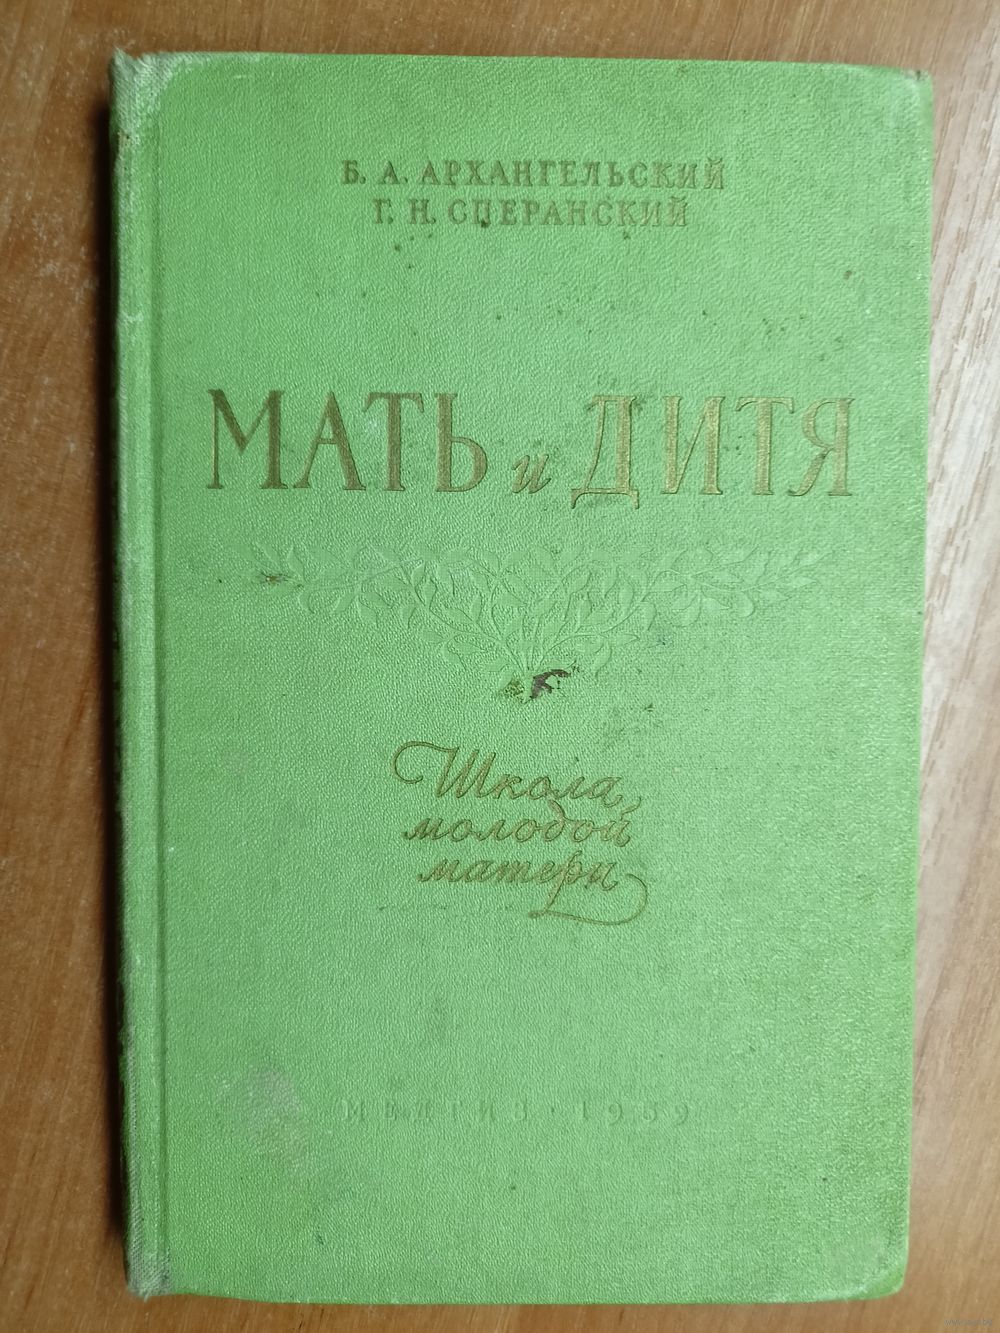 Б. А. АРХАНГЕЛЬСКИЙ
Г. Н. СПЕРАНСКИЙ
МАТЬ и ДИТЯ
Школа
молодой
матери
МЕДГИЗ · 1959